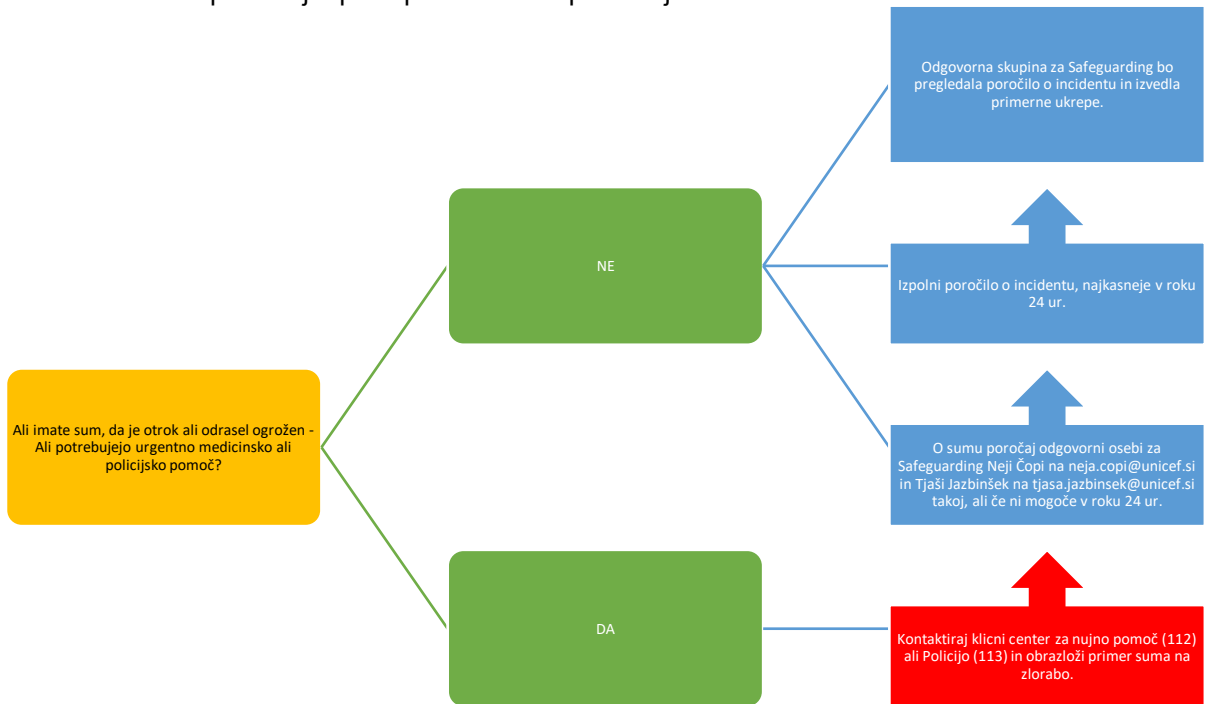 Odgovorna skupina za Safeguarding bo
pregledala poročilo o incidentu in izvedla
primerne ukrepe.
NE
Izpolni poročilo o incidentu, najkasneje v roku
24 ur.
Ali imate sum, da je otrok ali odrasel ogrožen -
Ali potrebujejo urgentno medicinsko ali
policijsko pomoč?
O sumu poročaj odgovorni osebi za
Safeguarding Neji Čopi na neja.copi@unicef.si
in Tjaši Jazbinšek na tjasa.jazbinsek@unicef.si
takoj, ali če ni mogoče v roku 24 ur.
DA
Kontaktiraj klicni center za nujno pomoč (112)
ali Policijo (113) in obrazloži primer suma na
zlorabo.